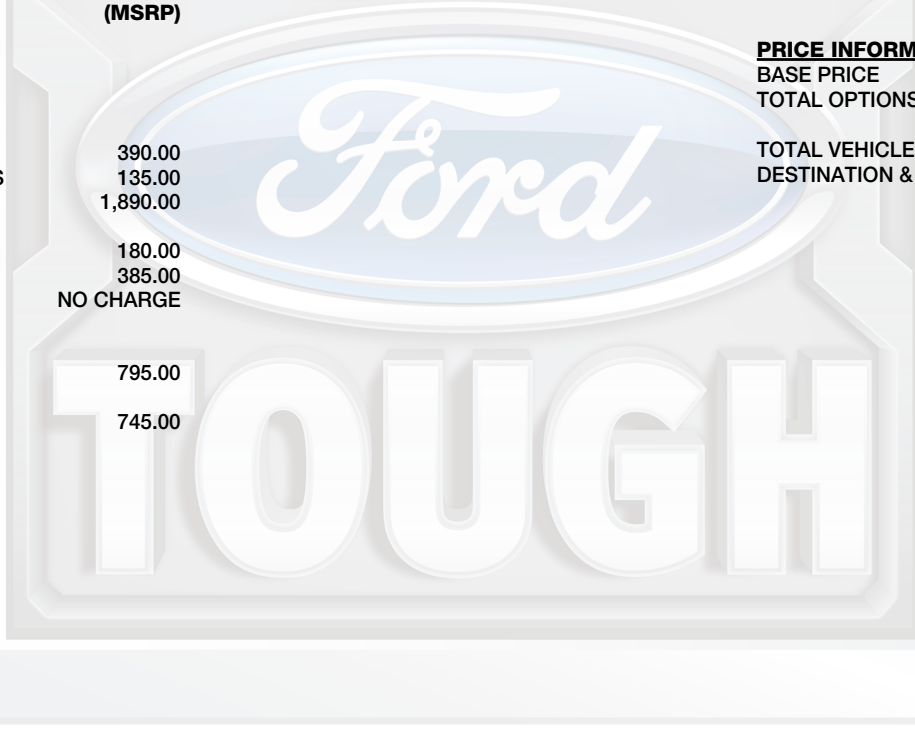 (MSRP)
PRICE INFORM
BASE PRICE
TOTAL OPTIONS
390.00
TOTAL VEHICLE
S
135.00
DESTINATION &
1,890.00
180.00
385.00
NO CHARGE
795.00
745.00
Ford
TOUGH